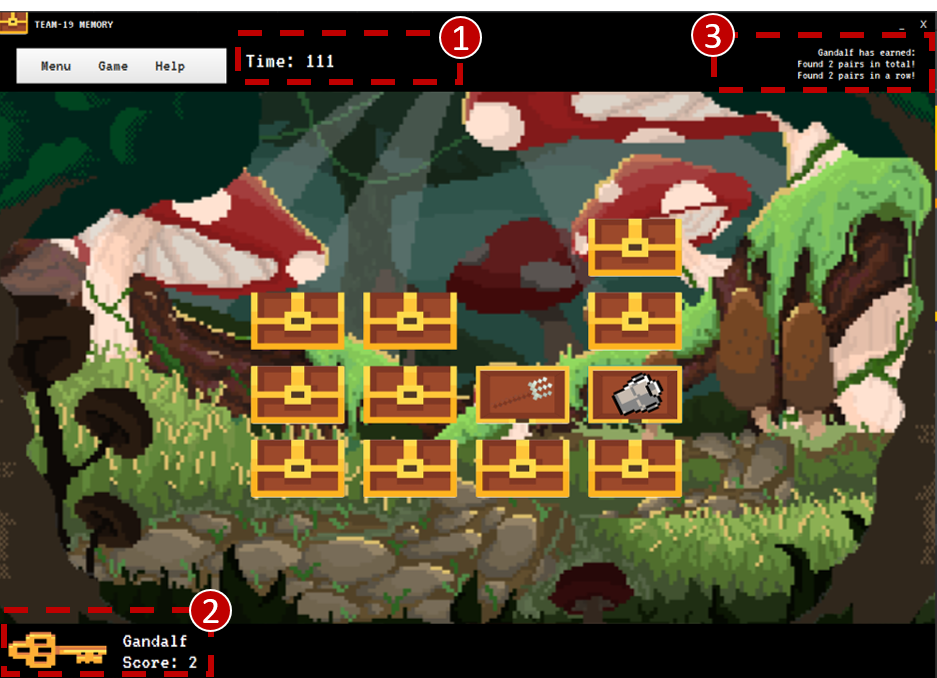 TEAM-19 MEMORY
_ X
1
3
Menu Game Help
Time: 111
Gandalf has earned:
Found 2 pairs in total!
Found 2 pairs in a row!
2
Gandalf
Score: 2